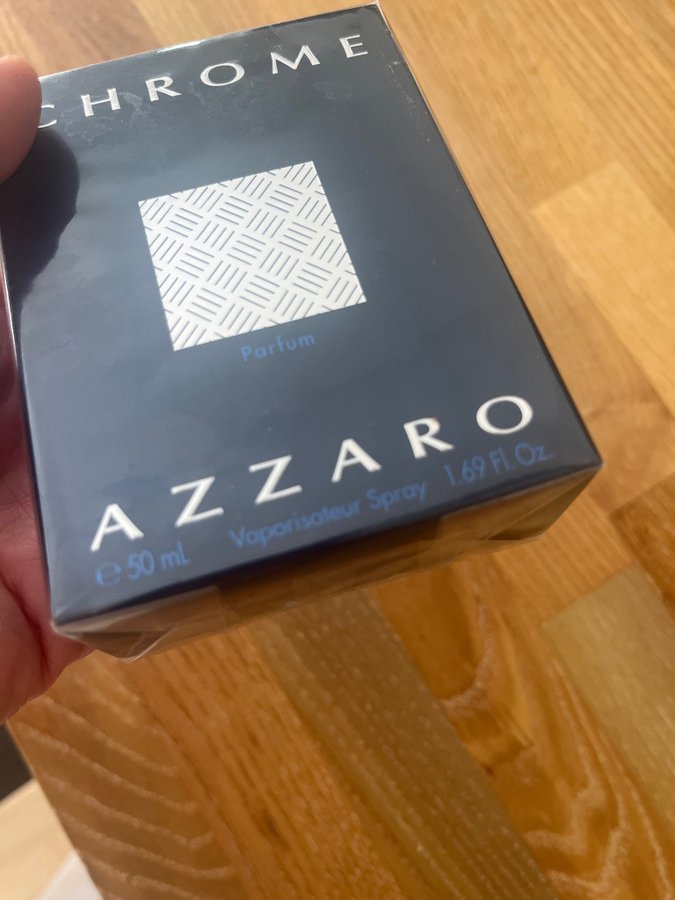 CHROME
Parfum
AZZARO
℮ 50 ml Vaporisateur Spray 1.69 Fl. Oz.